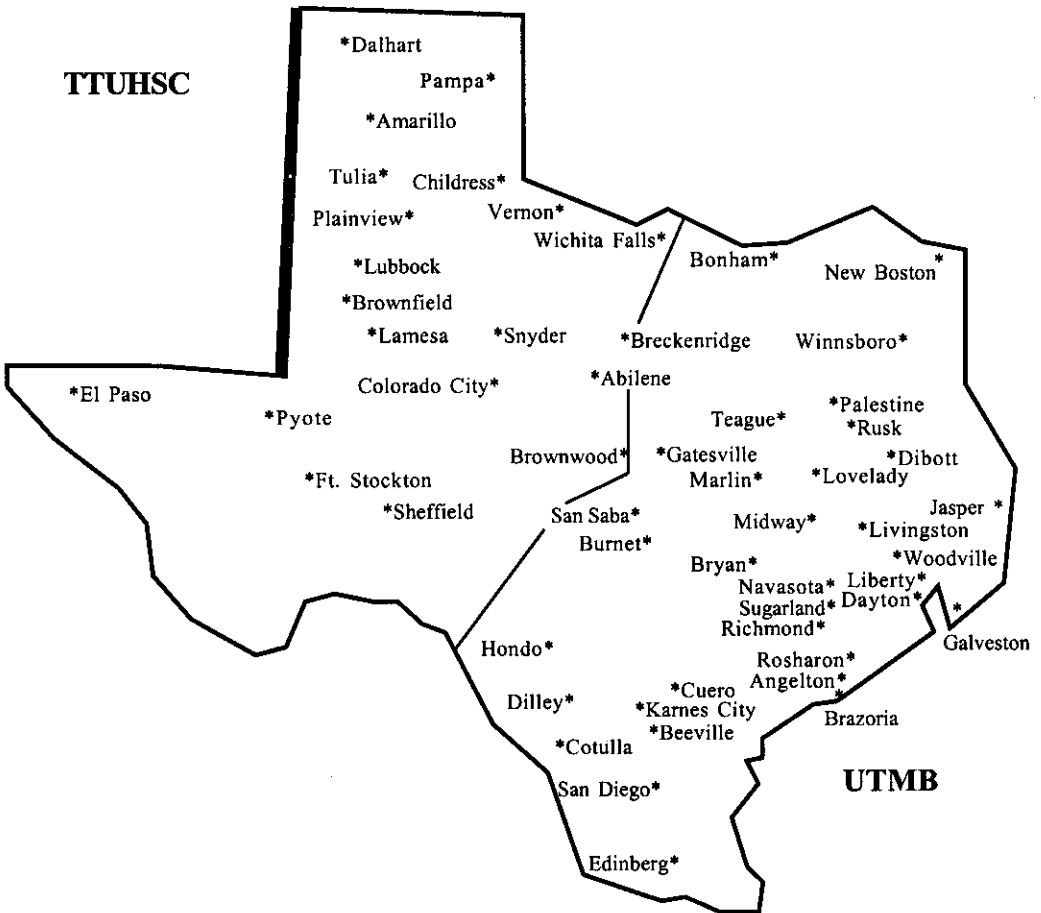 *Dalhart
TTUHSC
Pampa*
*Amarillo
Tulia*
Childress*
Plainview*
Vernon*
Wichita Falls*
Bonham*
New Boston*
*Lubbock
*Brownfield
*Lamesa
*Snyder
*Breckenridge
Winnsboro*
Colorado City*
*Abilene
*El Paso
*Pyote
Teague*
*Palestine
*Rusk
Brownwood*
*Gatesville
*Dibott
Marlin*
*Lovelady
*Ft. Stockton
*Sheffield
San Saba*
Midway*
Jasper*
*Livingston
Burnet*
Bryan*
*Woodville
Navasota*
Liberty*
Sugarland*
Dayton*
Richmond*
*
Galveston
Hondo*
Rosharon*
Angelton*
*
Brazoria
Dilley*
*Cuero
*Karnes City
*Beeville
*Cotulla
San Diego*
UTMB
Edinberg*